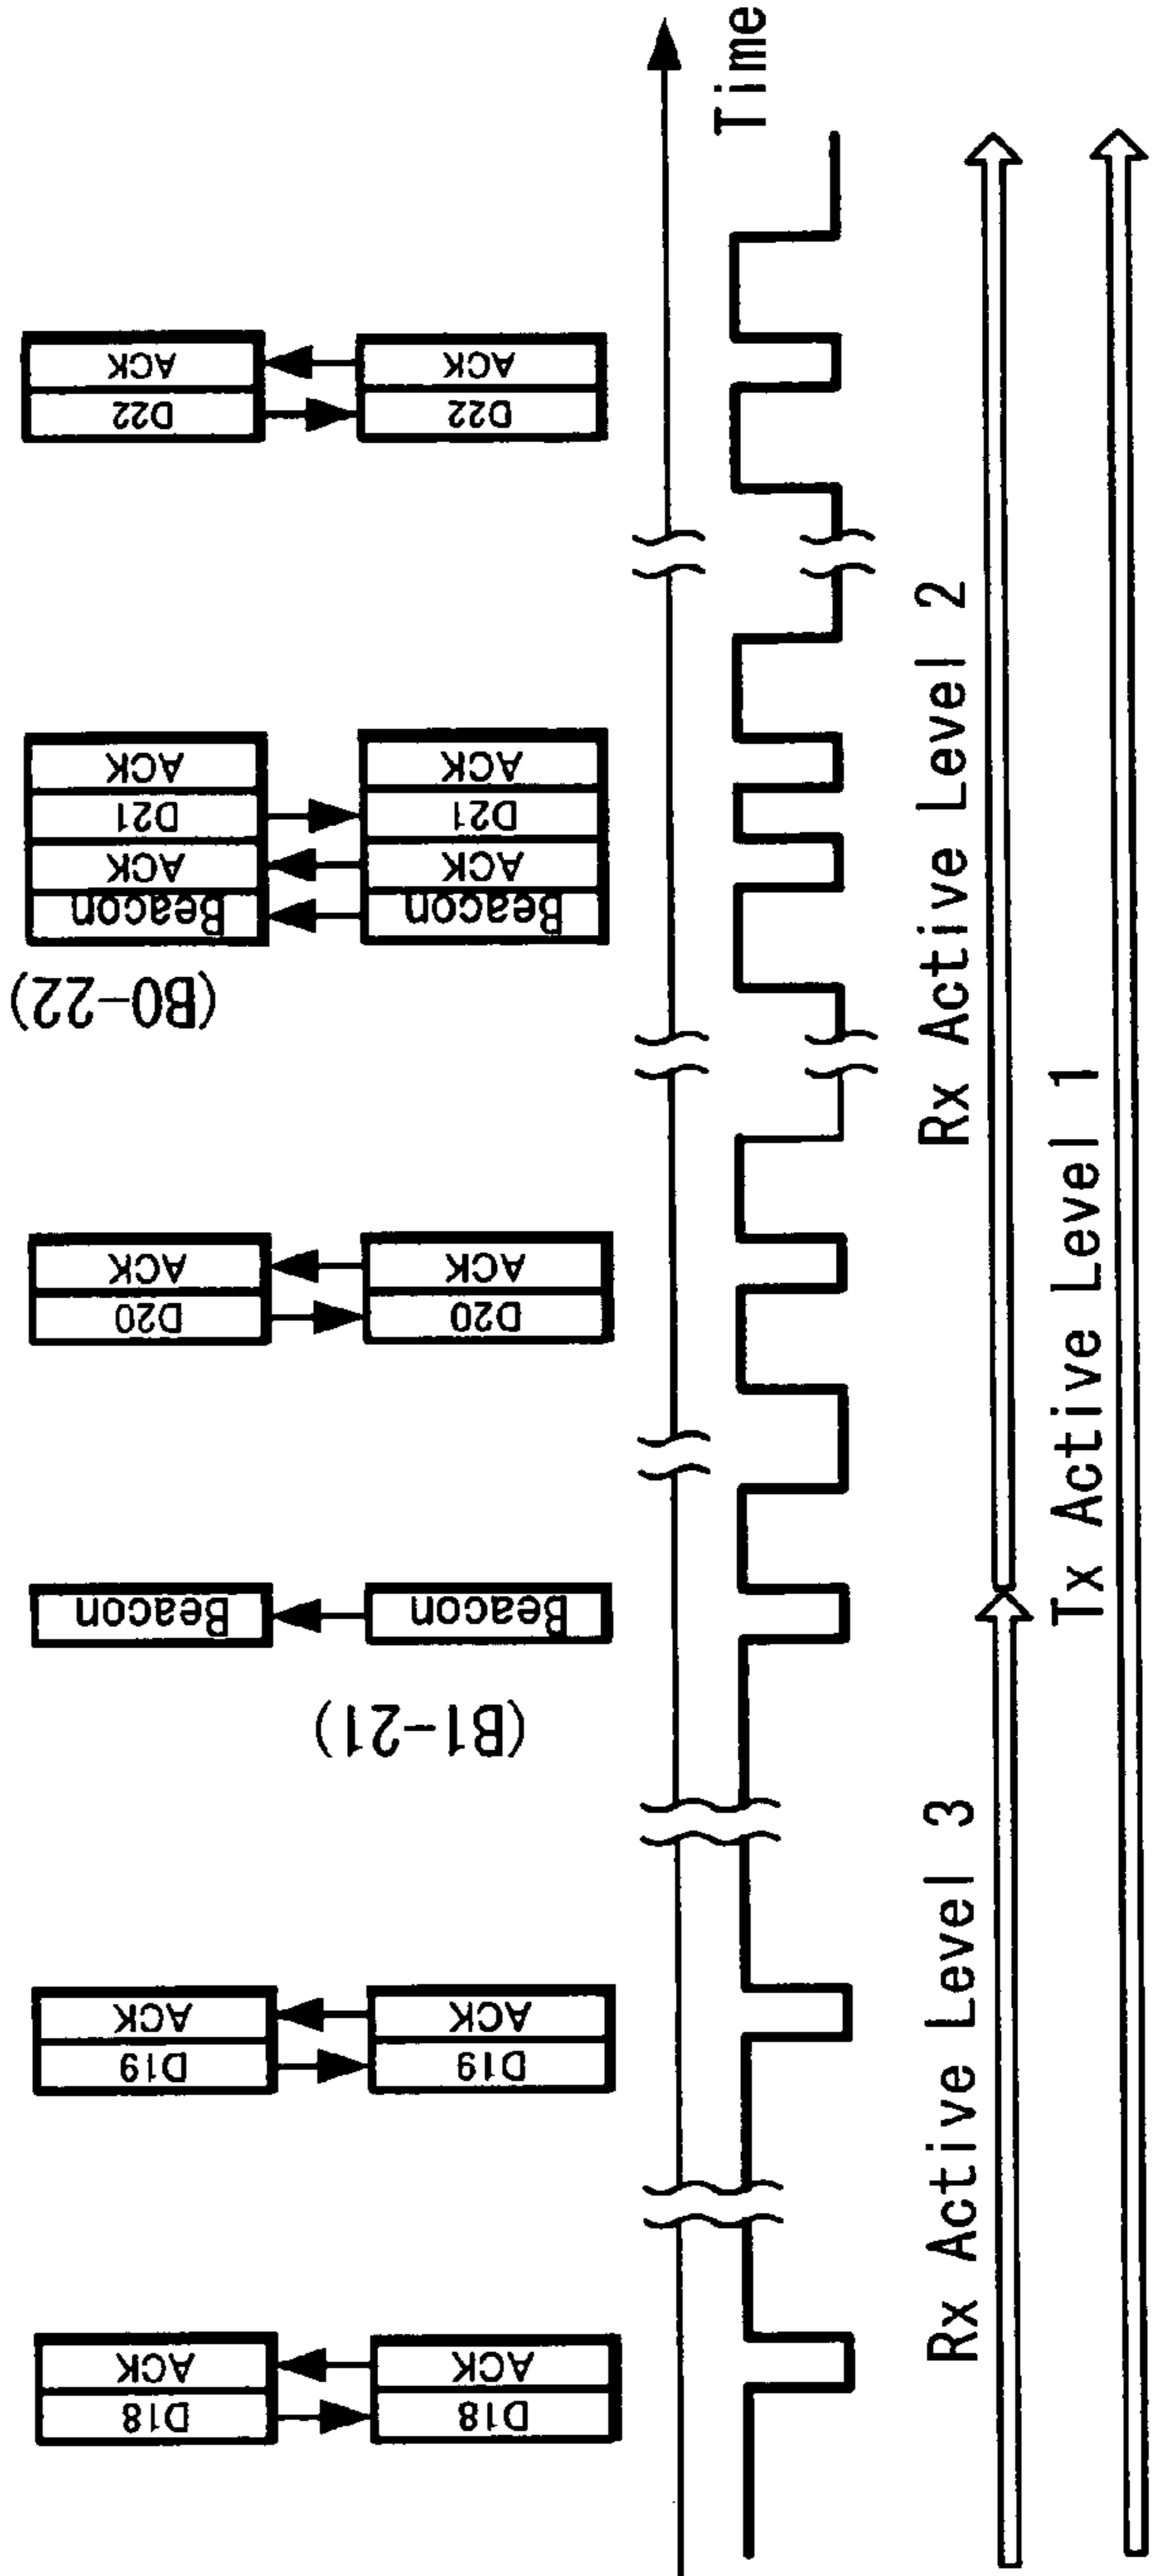 D18
ACK
D18
ACK
D19
ACK
D19
ACK
(B1-21)
Beacon
Beacon
D20
ACK
D20
ACK
(B0-22)
Beacon
ACK
D21
ACK
Beacon
ACK
D21
ACK
D22
ACK
D22
ACK
Time
Rx Active Level 3
Rx Active Level 2
Tx Active Level 1